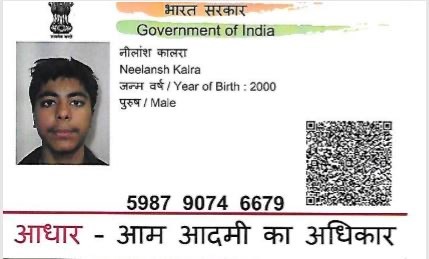 भारत सरकार
Government of India
नीलांश कालरा
Neelansh Kalra
जन्म वर्ष / Year of Birth : 2000
पुरुष / Male
5987 9074 6679
आधार - आम आदमी का अधिकार